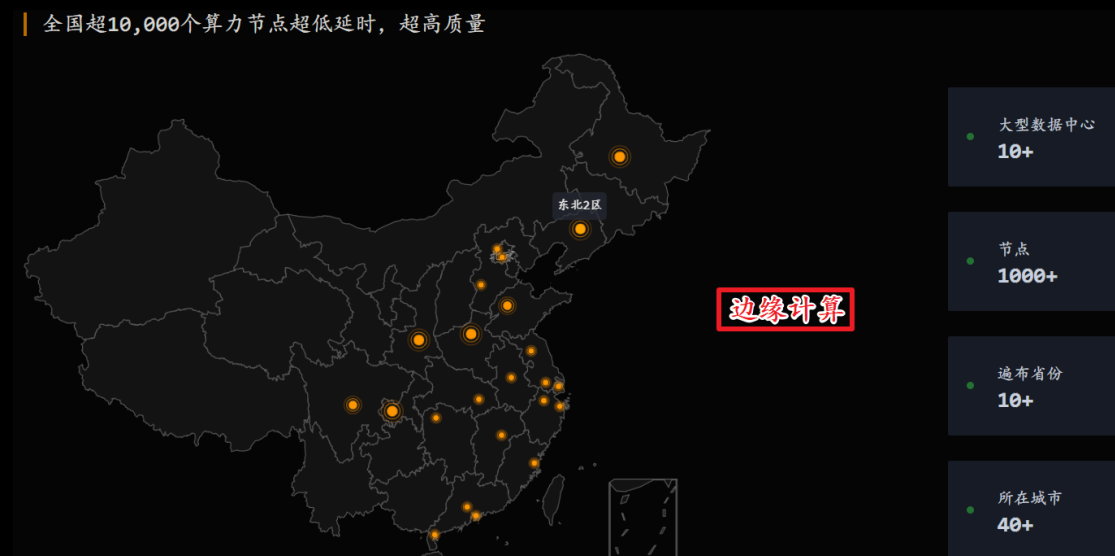 全国超10,000个算力节点超低延时，超高质量
大型数据中心
10+
东北2区
节点
1000+
边缘计算
遍布省份
10+
所在城市
40+